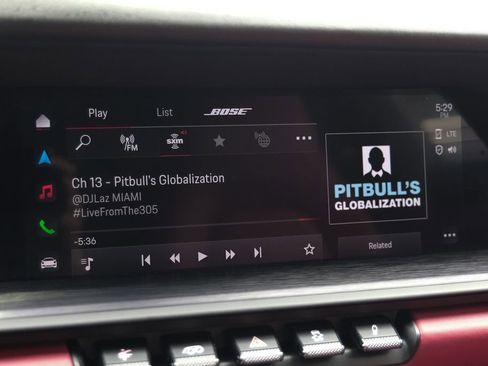 Play List BOSE
5:29
PM
FM
sxm
LTE
Ch 13 - Pitbull's Globalization
@DJLaz MIAMI
#LiveFromThe305
PITBULL'S
GLOBALIZATION
-5:36
Related